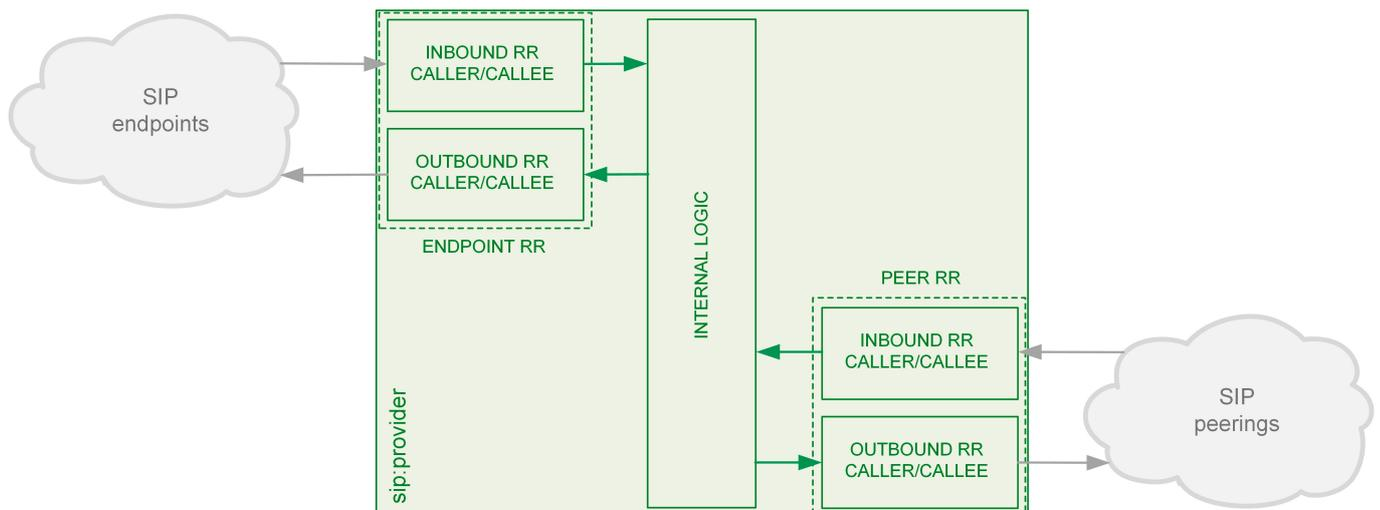 SIP
endpoints
INBOUND RR
CALLER/CALLEE
OUTBOUND RR
CALLER/CALLEE
ENDPOINT RR
INTERNAL LOGIC
sip:provider
PEER RR
INBOUND RR
CALLER/CALLEE
OUTBOUND RR
CALLER/CALLEE
SIP
peerings